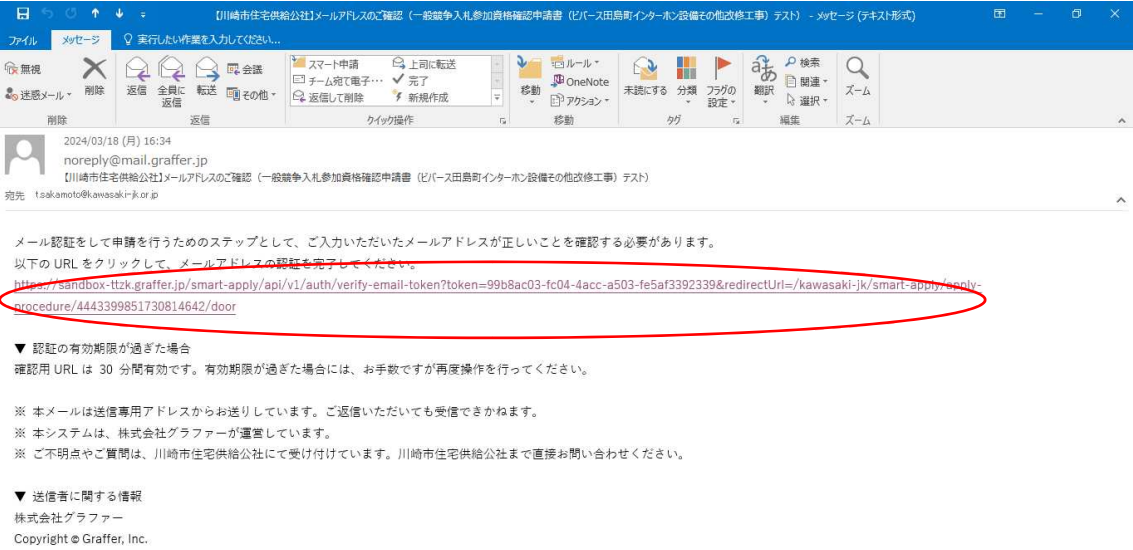 【川崎市住宅供給公社】メールアドレスのご確認（一般競争入札参加資格確認申請書（ビバース田島町インターホン設備その他改修工事）テスト） - メッセージ (テキスト形式)
ファイル メッセージ 実行したい作業を入力してください...
無視
迷惑メール
削除
削除
返信
全員に
返信
転送
会議
その他
返信
スマート申請
チーム宛て電子…
返信して削除
上司に転送
完了
新規作成
クイック操作
移動
ルール
OneNote
アクション
移動
未読にする
分類
フラグの
設定
タグ
翻訳
検索
関連
選択
編集
ズーム
ズーム
2024/03/18 (月) 16:34
noreply@mail.graffer.jp
【川崎市住宅供給公社】メールアドレスのご確認（一般競争入札参加資格確認申請書（ビバース田島町インターホン設備その他改修工事）テスト）
宛先 t.sakamoto@kawasaki-jk.or.jp
メール認証をして申請を行うためのステップとして、ご入力いただいたメールアドレスが正しいことを確認する必要があります。
以下の URL をクリックして、メールアドレスの認証を完了してください。
https://sandbox-ttzk.graffer.jp/smart-apply/api/v1/auth/verify-email-token?token=99b8ac03-fc04-4acc-a503-fe5af3392339&redirectUrl=/kawasaki-jk/smart-apply/apply-
procedure/4443399851730814642/door
▼ 認証の有効期限が過ぎた場合
確認用 URL は 30 分間有効です。有効期限が過ぎた場合には、お手数ですが再度操作を行ってください。
※ 本メールは送信専用アドレスからお送りしています。ご返信いただいても受信できかねます。
※ 本システムは、株式会社グラファーが運営しています。
※ ご不明点やご質問は、川崎市住宅供給公社にて受け付けています。川崎市住宅供給公社まで直接お問い合わせください。
▼ 送信者に関する情報
株式会社グラファー
Copyright © Graffer, Inc.